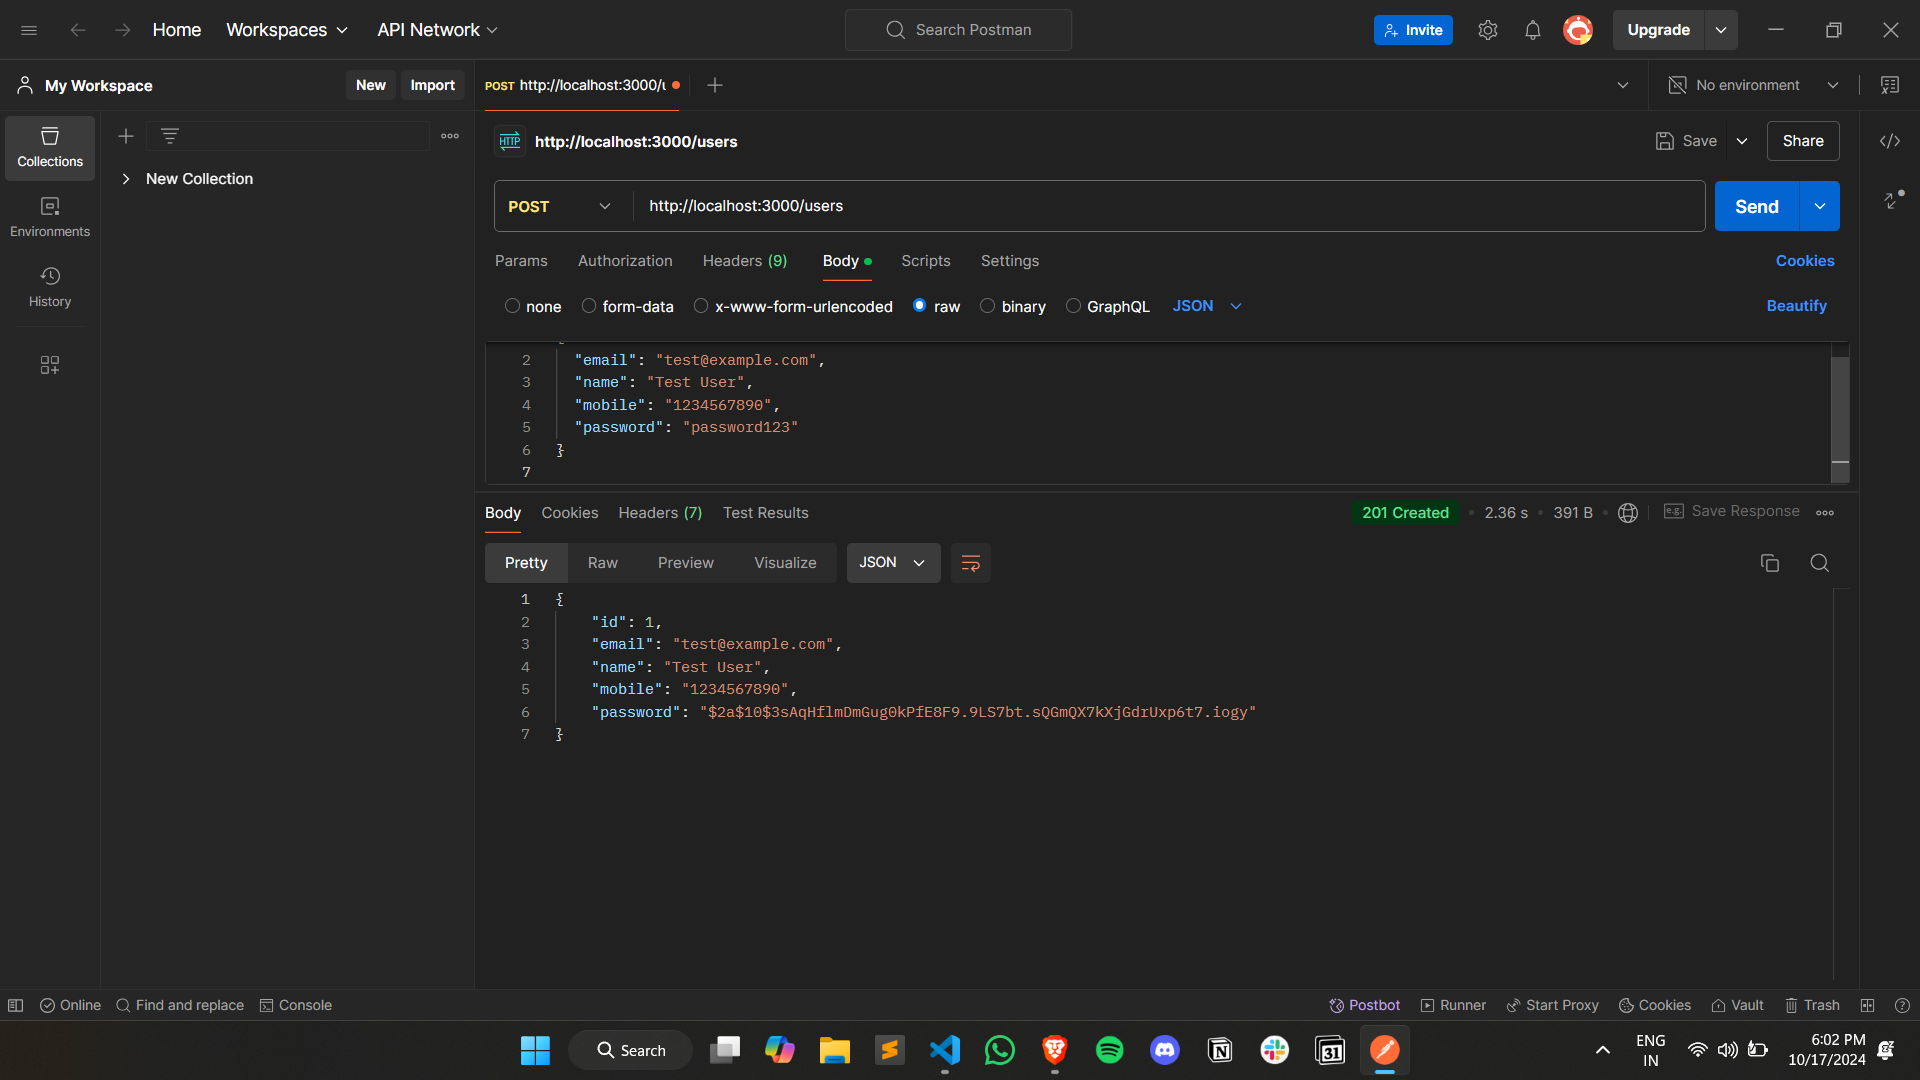 Home
Workspaces
API Network
Search Postman
Invite
Upgrade
My Workspace
New
Import
POST http://localhost:3000/u
No environment
Collections
Environments
History
New Collection
HTTP
http://localhost:3000/users
Save
Share
POST
http://localhost:3000/users
Send
Params
Authorization
Headers (9)
Body
Scripts
Settings
Cookies
none
form-data
x-www-form-urlencoded
raw
binary
GraphQL
JSON
Beautify
2 "email": "test@example.com",
3 "name": "Test User",
4 "mobile": "1234567890",
5 "password": "password123"
6 }
7
Body
Cookies
Headers (7)
Test Results
201 Created
2.36 s
391 B
e.g.
Save Response
Pretty
Raw
Preview
Visualize
JSON
1 {
2 "id": 1,
3 "email": "test@example.com",
4 "name": "Test User",
5 "mobile": "1234567890",
6 "password": "$2a$10$3sAqHflmDmGug0kPfE8F9.9LS7bt.sQGmQX7kXjGdrUxp6t7.iogy"
7 }
Online
Find and replace
Console
Postbot
Runner
Start Proxy
Cookies
Vault
Trash
Search
31
ENG
IN
6:02 PM
10/17/2024